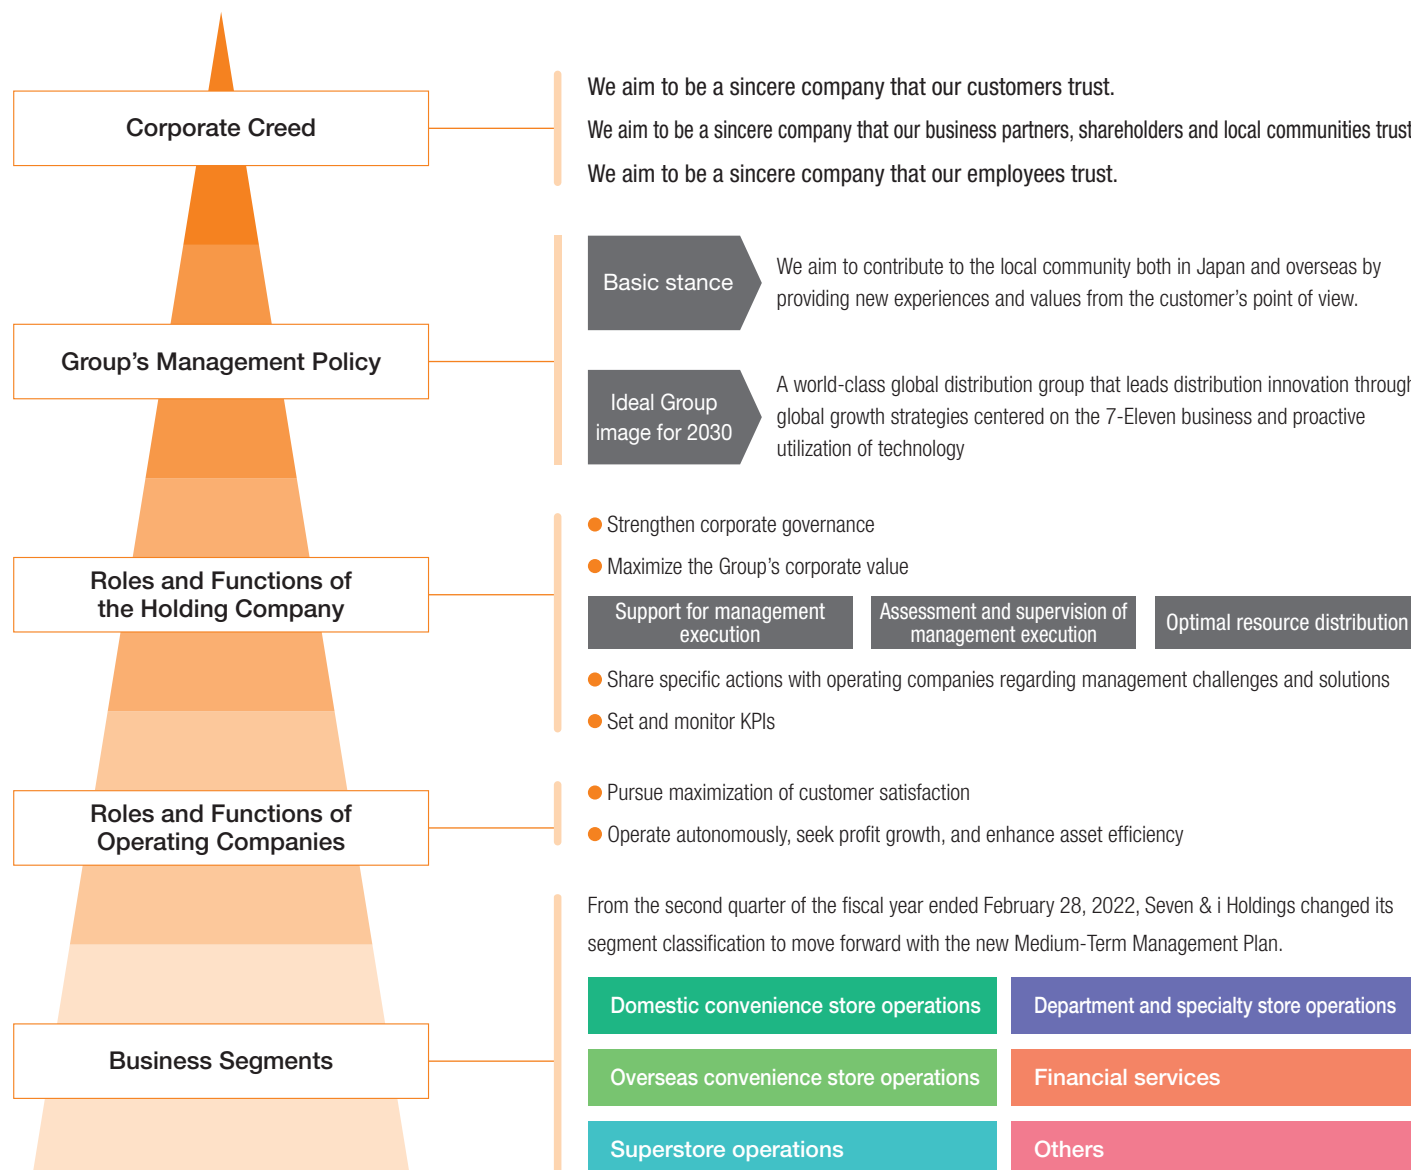 Corporate Creed
We aim to be a sincere company that our customers trust.
We aim to be a sincere company that our business partners, shareholders and local communities trust
We aim to be a sincere company that our employees trust.
Group’s Management Policy
Basic stance
We aim to contribute to the local community both in Japan and overseas by
providing new experiences and values from the customer’s point of view.
Ideal Group
image for 2030
A world-class global distribution group that leads distribution innovation through
global growth strategies centered on the 7-Eleven business and proactive
utilization of technology
Roles and Functions of
the Holding Company
● Strengthen corporate governance
● Maximize the Group’s corporate value
Support for management
execution
Assessment and supervision of
management execution
Optimal resource distribution
● Share specific actions with operating companies regarding management challenges and solutions
● Set and monitor KPIs
Roles and Functions of
Operating Companies
● Pursue maximization of customer satisfaction
● Operate autonomously, seek profit growth, and enhance asset efficiency
Business Segments
From the second quarter of the fiscal year ended February 28, 2022, Seven & i Holdings changed its
segment classification to move forward with the new Medium-Term Management Plan.
Domestic convenience store operations
Department and specialty store operations
Overseas convenience store operations
Financial services
Superstore operations
Others